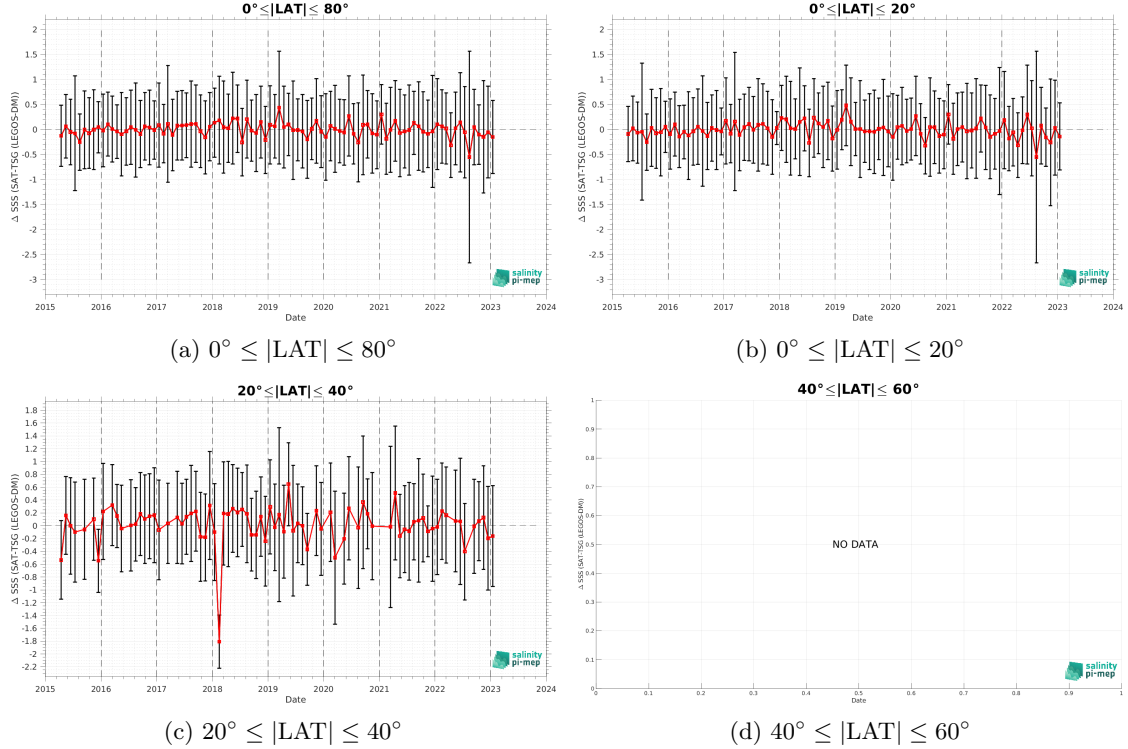 0°≤|LAT|≤ 80°
2
1.5
1
0.5
0
-0.5
-1
-1.5
-2
-2.5
-3
Δ SSS (SAT-TSG (LEGOS-DM))
2015 2016 2017 2018 2019 2020 2021 2022 2023 2024
Date
salinity
pi-mep
(a) 0° ≤ |LAT| ≤ 80°
0°≤|LAT|≤ 20°
2
1.5
1
0.5
0
-0.5
-1
-1.5
-2
-2.5
-3
Δ SSS (SAT-TSG (LEGOS-DM))
2015 2016 2017 2018 2019 2020 2021 2022 2023 2024
Date
salinity
pi-mep
(b) 0° ≤ |LAT| ≤ 20°
20°≤|LAT|≤ 40°
1.8
1.6
1.4
1.2
1
0.8
0.6
0.4
0.2
0
-0.2
-0.4
-0.6
-0.8
-1
-1.2
-1.4
-1.6
-1.8
-2
-2.2
Δ SSS (SAT-TSG (LEGOS-DM))
2015 2016 2017 2018 2019 2020 2021 2022 2023 2024
Date
salinity
pi-mep
(c) 20° ≤ |LAT| ≤ 40°
40°≤|LAT|≤ 60°
1
0.9
0.8
0.7
0.6
0.5
0.4
0.3
0.2
0.1
0
Δ SSS (SAT-TSG (LEGOS-DM))
NO DATA
0 0.1 0.2 0.3 0.4 0.5 0.6 0.7 0.8 0.9 1
Date
salinity
pi-mep
(d) 40° ≤ |LAT| ≤ 60°